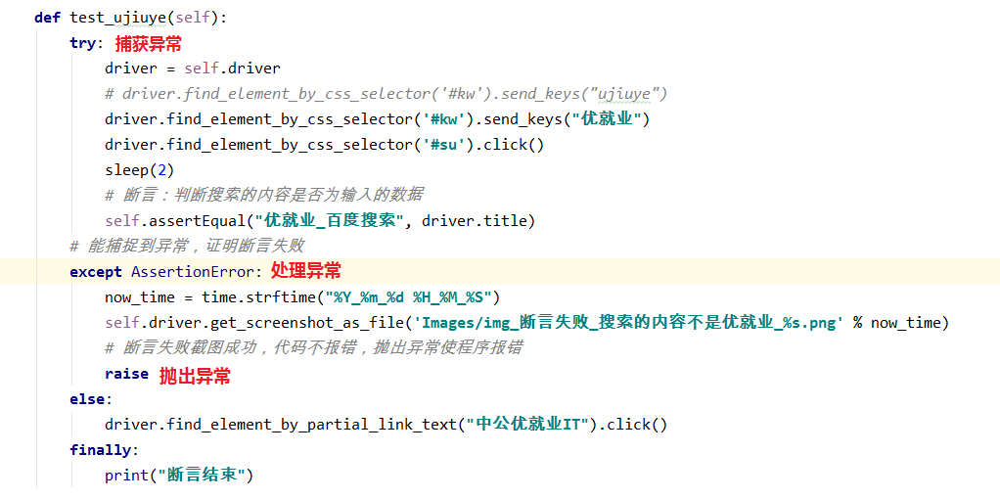 def test_ujiuye(self):
try: 捕获异常
driver = self.driver
# driver.find_element_by_css_selector('#kw').send_keys("ujiuye")
driver.find_element_by_css_selector('#kw').send_keys("优就业")
driver.find_element_by_css_selector('#su').click()
sleep(2)
# 断言：判断搜索的内容是否为输入的数据
self.assertEqual("优就业_百度搜索", driver.title)
# 能捕捉到异常，证明断言失败
except AssertionError: 处理异常
now_time = time.strftime("%Y_%m_%d %H_%M_%S")
self.driver.get_screenshot_as_file('Images/img_断言失败_搜索的内容不是优就业_%s.png' % now_time)
# 断言失败截图成功，代码不报错，抛出异常使程序报错
raise 抛出异常
else:
driver.find_element_by_partial_link_text("中公优就业IT").click()
finally:
print("断言结束")